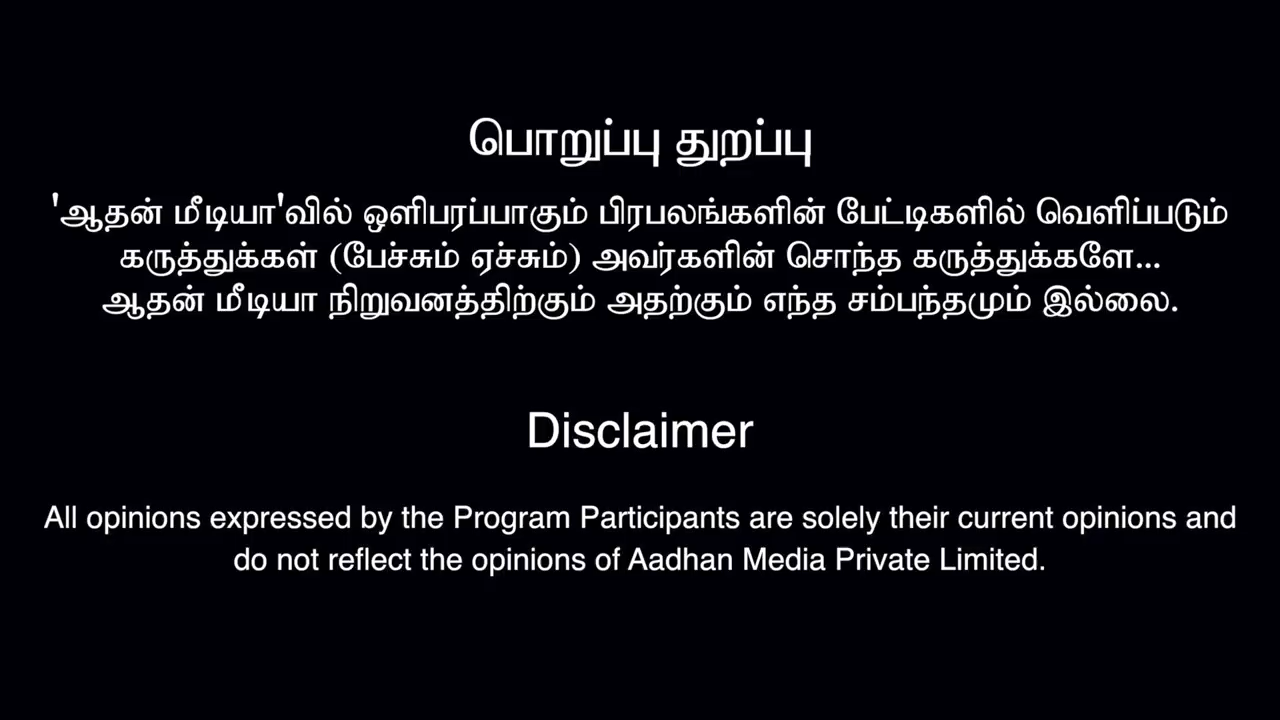 பொறுப்பு துறப்பு
'ஆதன் மீடியா'வில் ஒளிபரப்பாகும் பிரபலங்களின் பேட்டிகளில் வெளிப்படும்
கருத்துக்கள் (பேச்சும் ஏச்சும்) அவர்களின் சொந்த கருத்துக்களே...
ஆதன் மீடியா நிறுவனத்திற்கும் அதற்கும் எந்த சம்பந்தமும் இல்லை.
Disclaimer
All opinions expressed by the Program Participants are solely their current opinions and
do not reflect the opinions of Aadhan Media Private Limited.